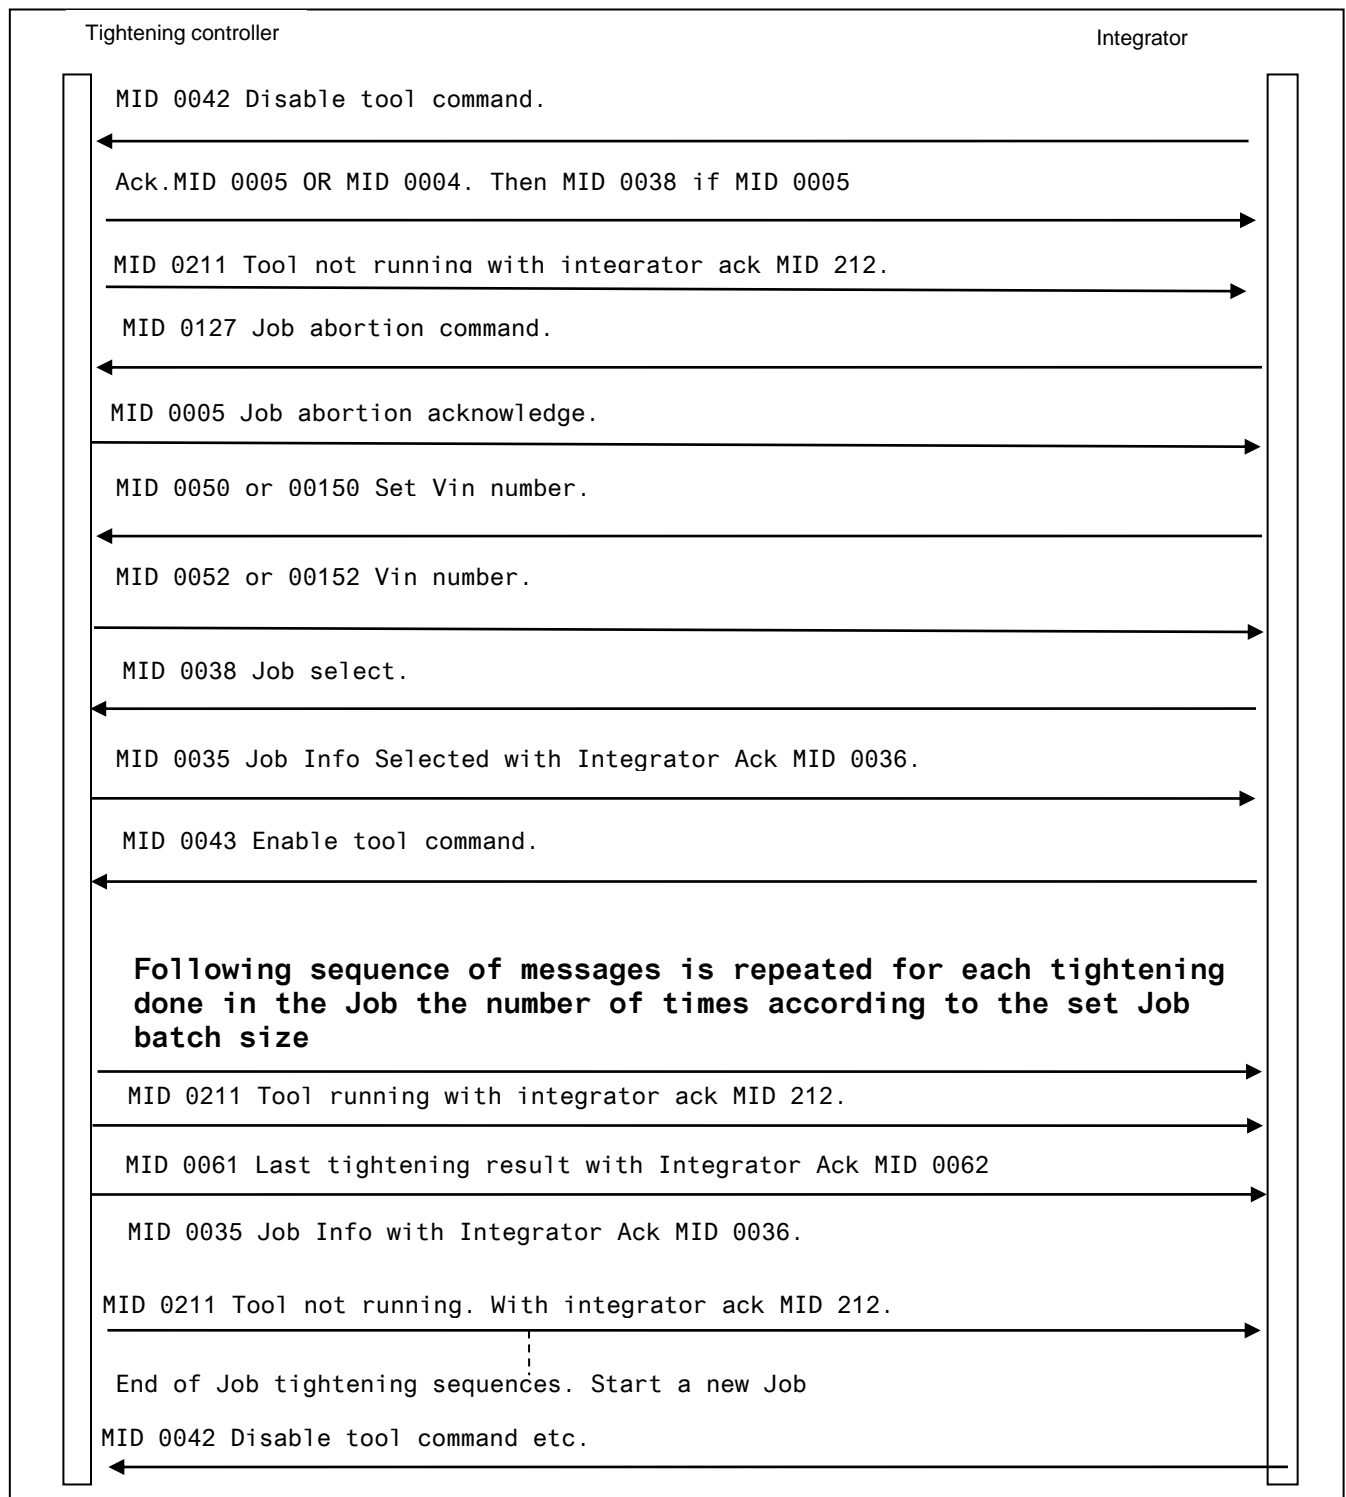 Tightening controller
Integrator
MID 0042 Disable tool command.
Ack.MID 0005 OR MID 0004. Then MID 0038 if MID 0005
MID 0211 Tool not running with integrator ack MID 212.
MID 0127 Job abortion command.
MID 0005 Job abortion acknowledge.
MID 0050 or 00150 Set Vin number.
MID 0052 or 00152 Vin number.
MID 0038 Job select.
MID 0035 Job Info Selected with Integrator Ack MID 0036.
MID 0043 Enable tool command.
Following sequence of messages is repeated for each tightening
done in the Job the number of times according to the set Job
batch size
MID 0211 Tool running with integrator ack MID 212.
MID 0061 Last tightening result with Integrator Ack MID 0062
MID 0035 Job Info with Integrator Ack MID 0036.
MID 0211 Tool not running. With integrator ack MID 212.
End of Job tightening sequences. Start a new Job
MID 0042 Disable tool command etc.